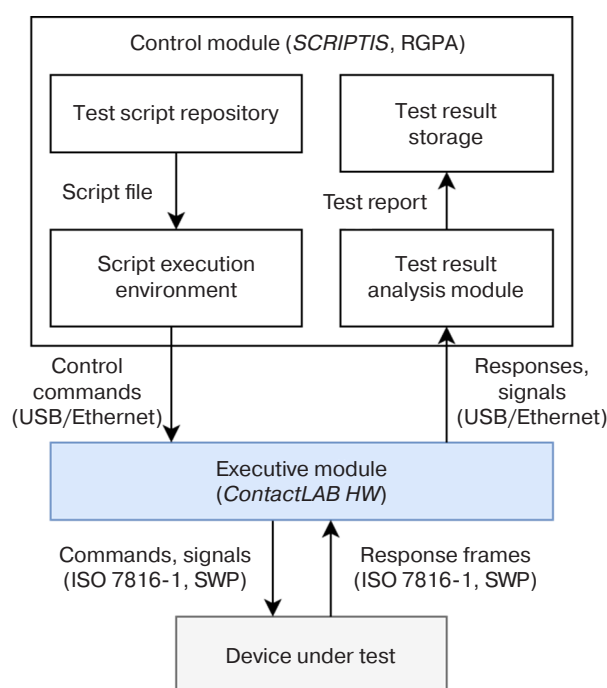 Control module (SCRIPTIS, RGPA)
Test script repository
Test result
storage
Script file
Test report
Script execution
environment
Test result
analysis module
Control
commands
(USB/Ethernet)
Responses,
signals
(USB/Ethernet)
Executive module
(ContactLAB HW)
Commands, signals
(ISO 7816-1, SWP)
Response frames
(ISO 7816-1, SWP)
Device under test